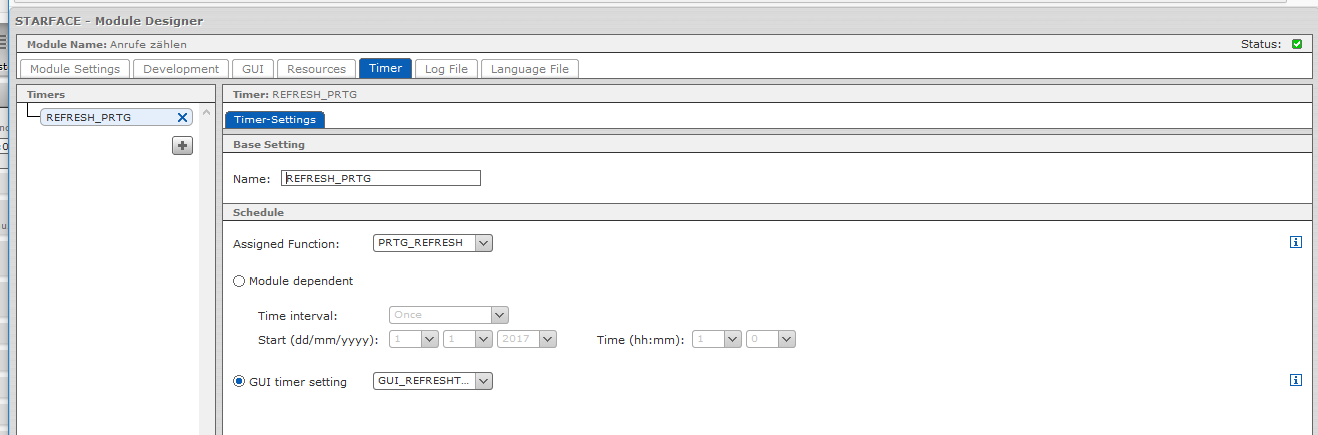 STARFACE - Module Designer
Module Name: Anrufe zählen
Status:
Module Settings Development GUI Resources Timer Log File Language File
Timers
Timer: REFRESH_PRTG
REFRESH_PRTG
Timer-Settings
Base Setting
Name: REFRESH_PRTG
Schedule
Assigned Function: PRTG_REFRESH
Module dependent
Time interval: Once
Start (dd/mm/yyyy): 1 1 2017 Time (hh:mm): 1 0
GUI timer setting GUI_REFRESHT...